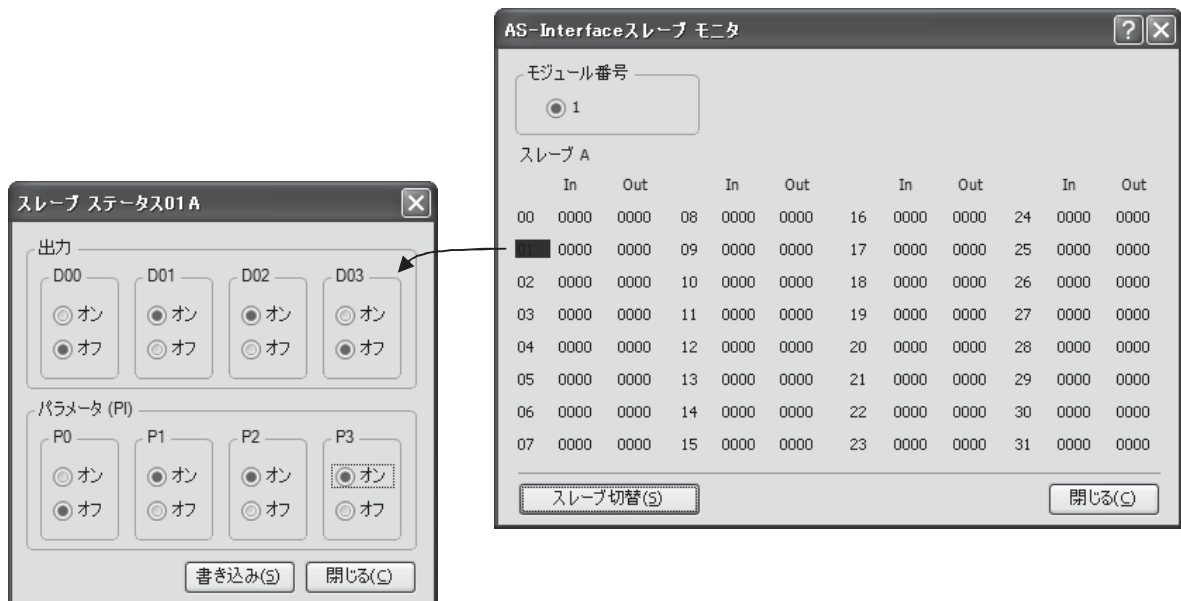 AS-Interfaceスレーブ モニタ
モジュール番号
1
スレーブ A
In Out In Out In Out In Out
00 0000 0000 08 0000 0000 16 0000 0000 24 0000 0000
01 0000 0000 09 0000 0000 17 0000 0000 25 0000 0000
02 0000 0000 10 0000 0000 18 0000 0000 26 0000 0000
03 0000 0000 11 0000 0000 19 0000 0000 27 0000 0000
04 0000 0000 12 0000 0000 20 0000 0000 28 0000 0000
05 0000 0000 13 0000 0000 21 0000 0000 29 0000 0000
06 0000 0000 14 0000 0000 22 0000 0000 30 0000 0000
07 0000 0000 15 0000 0000 23 0000 0000 31 0000 0000
スレーブ切替(S) 閉じる(C)
スレーブ ステータス01A
出力
D00 D01 D02 D03
オン オン オン オン
オフ オフ オフ オフ
パラメータ (PI)
P0 P1 P2 P3
オン オン オン オン
オフ オフ オフ オフ
書き込み(S) 閉じる(C)